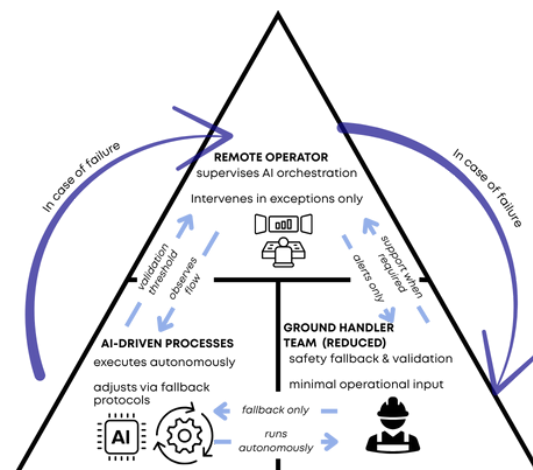 In case of failure
In case of failure
REMOTE OPERATOR
supervises AI orchestration
Intervenes in exceptions only
validation
threshold
observes
flow
alerts only
support when
required
AI-DRIVEN PROCESSES
executes autonomously
adjusts via fallback
protocols
AI
GROUND HANDLER
TEAM (REDUCED)
safety fallback & validation
minimal operational input
fallback only
runs
autonomously